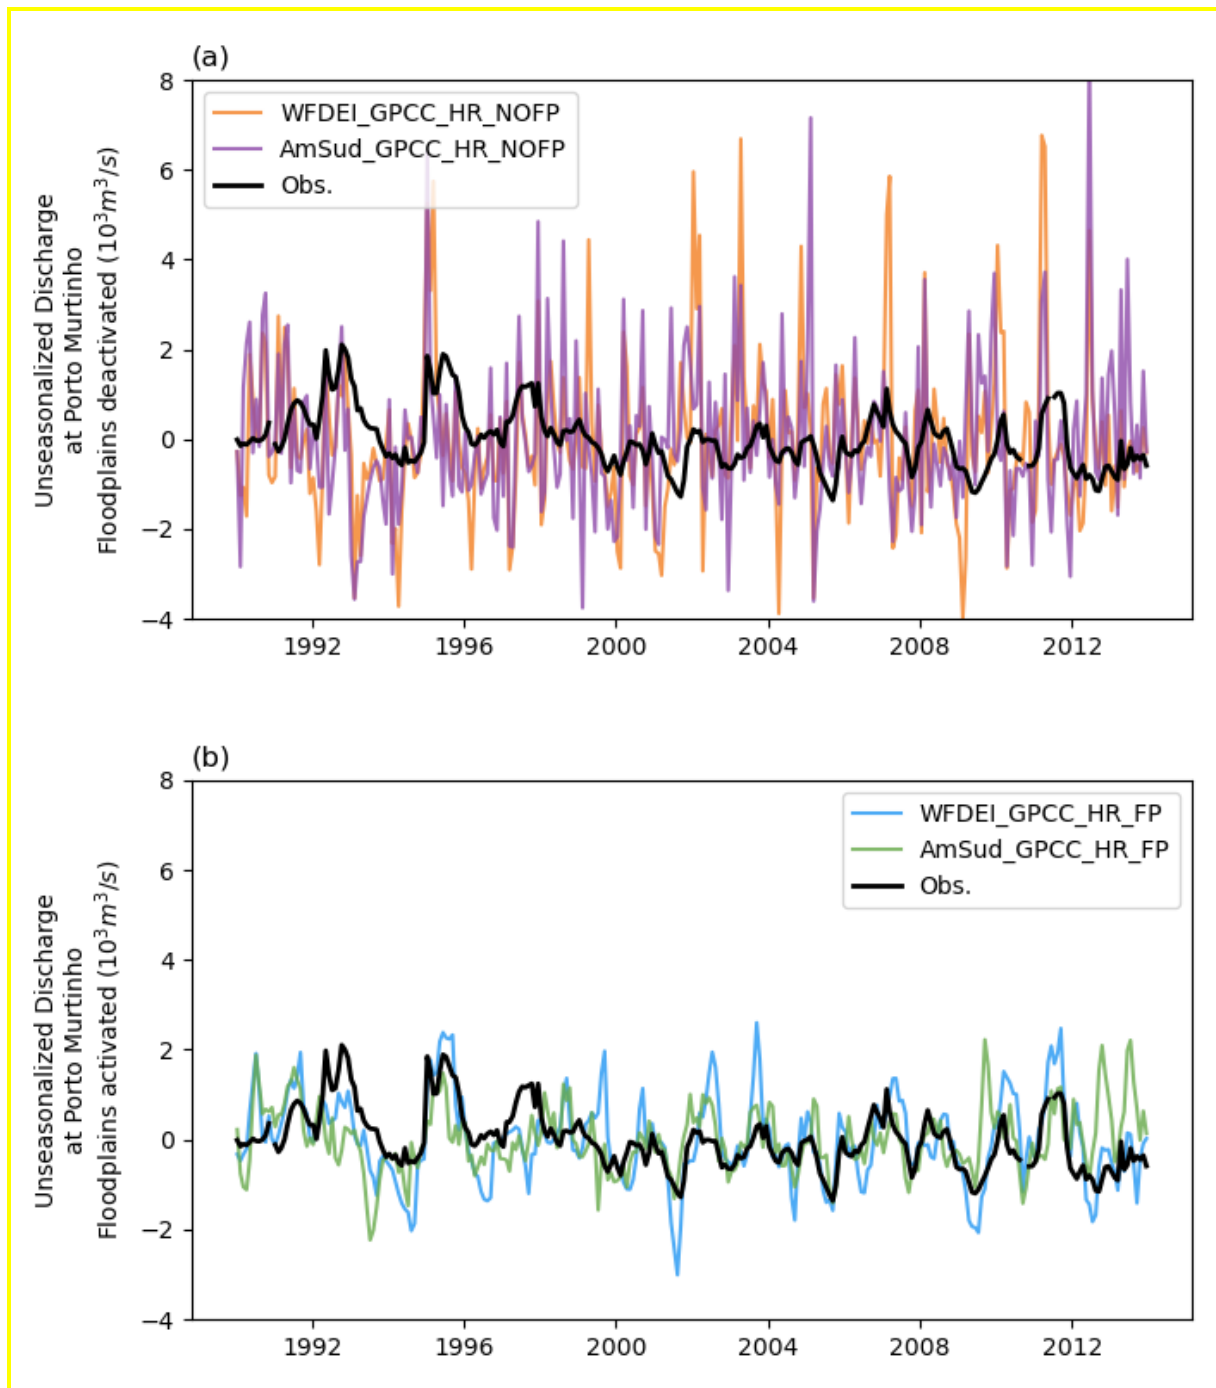 (a)
Unseasonalized Discharge
at Porto Murtinho
Floodplains deactivated (10³m³/s)
8
6
4
2
0
−2
−4
WFDEI_GPCC_HR_NOFP
AmSud_GPCC_HR_NOFP
Obs.
1992 1996 2000 2004 2008 2012
(b)
Unseasonalized Discharge
at Porto Murtinho
Floodplains activated (10³m³/s)
8
6
4
2
0
−2
−4
WFDEI_GPCC_HR_FP
AmSud_GPCC_HR_FP
Obs.
1992 1996 2000 2004 2008 2012